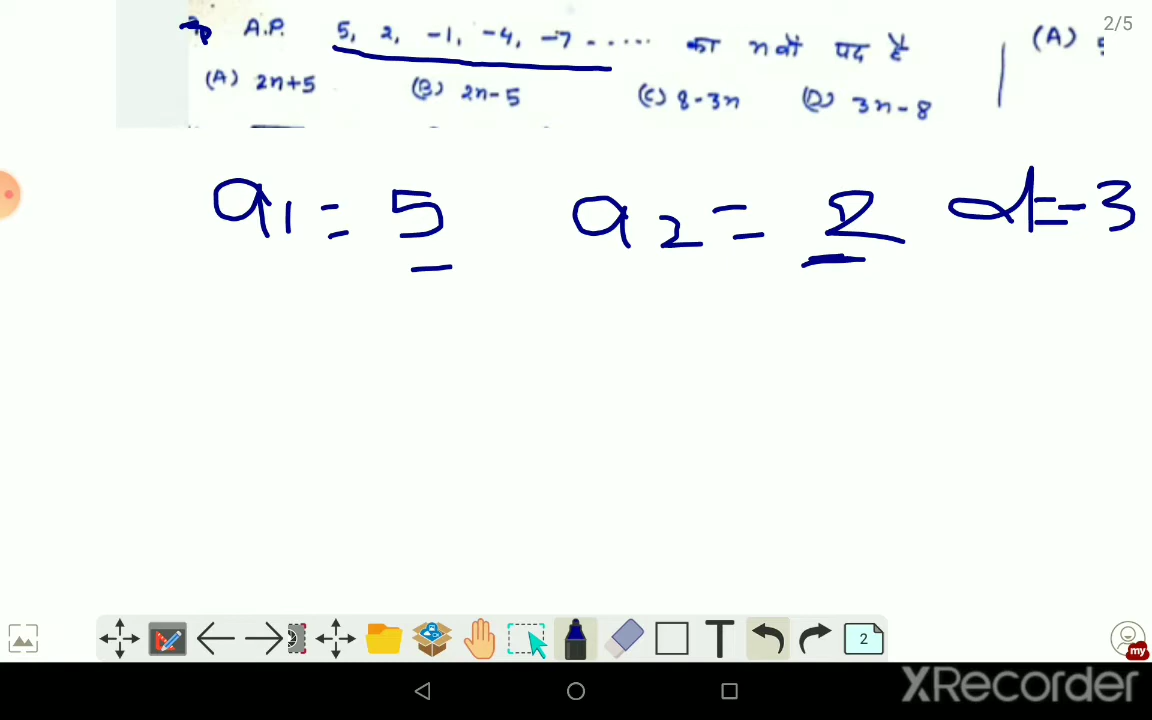 2/5
A.P. 5, 2, -1, -4, -7 ...... का n वाँ पद है
(A) 2n+5 (B) 2n-5 (C) 8-3n (D) 3n-8
(A)
a1 = 5 a2 = 2 d=-3
2
my
XRecorder